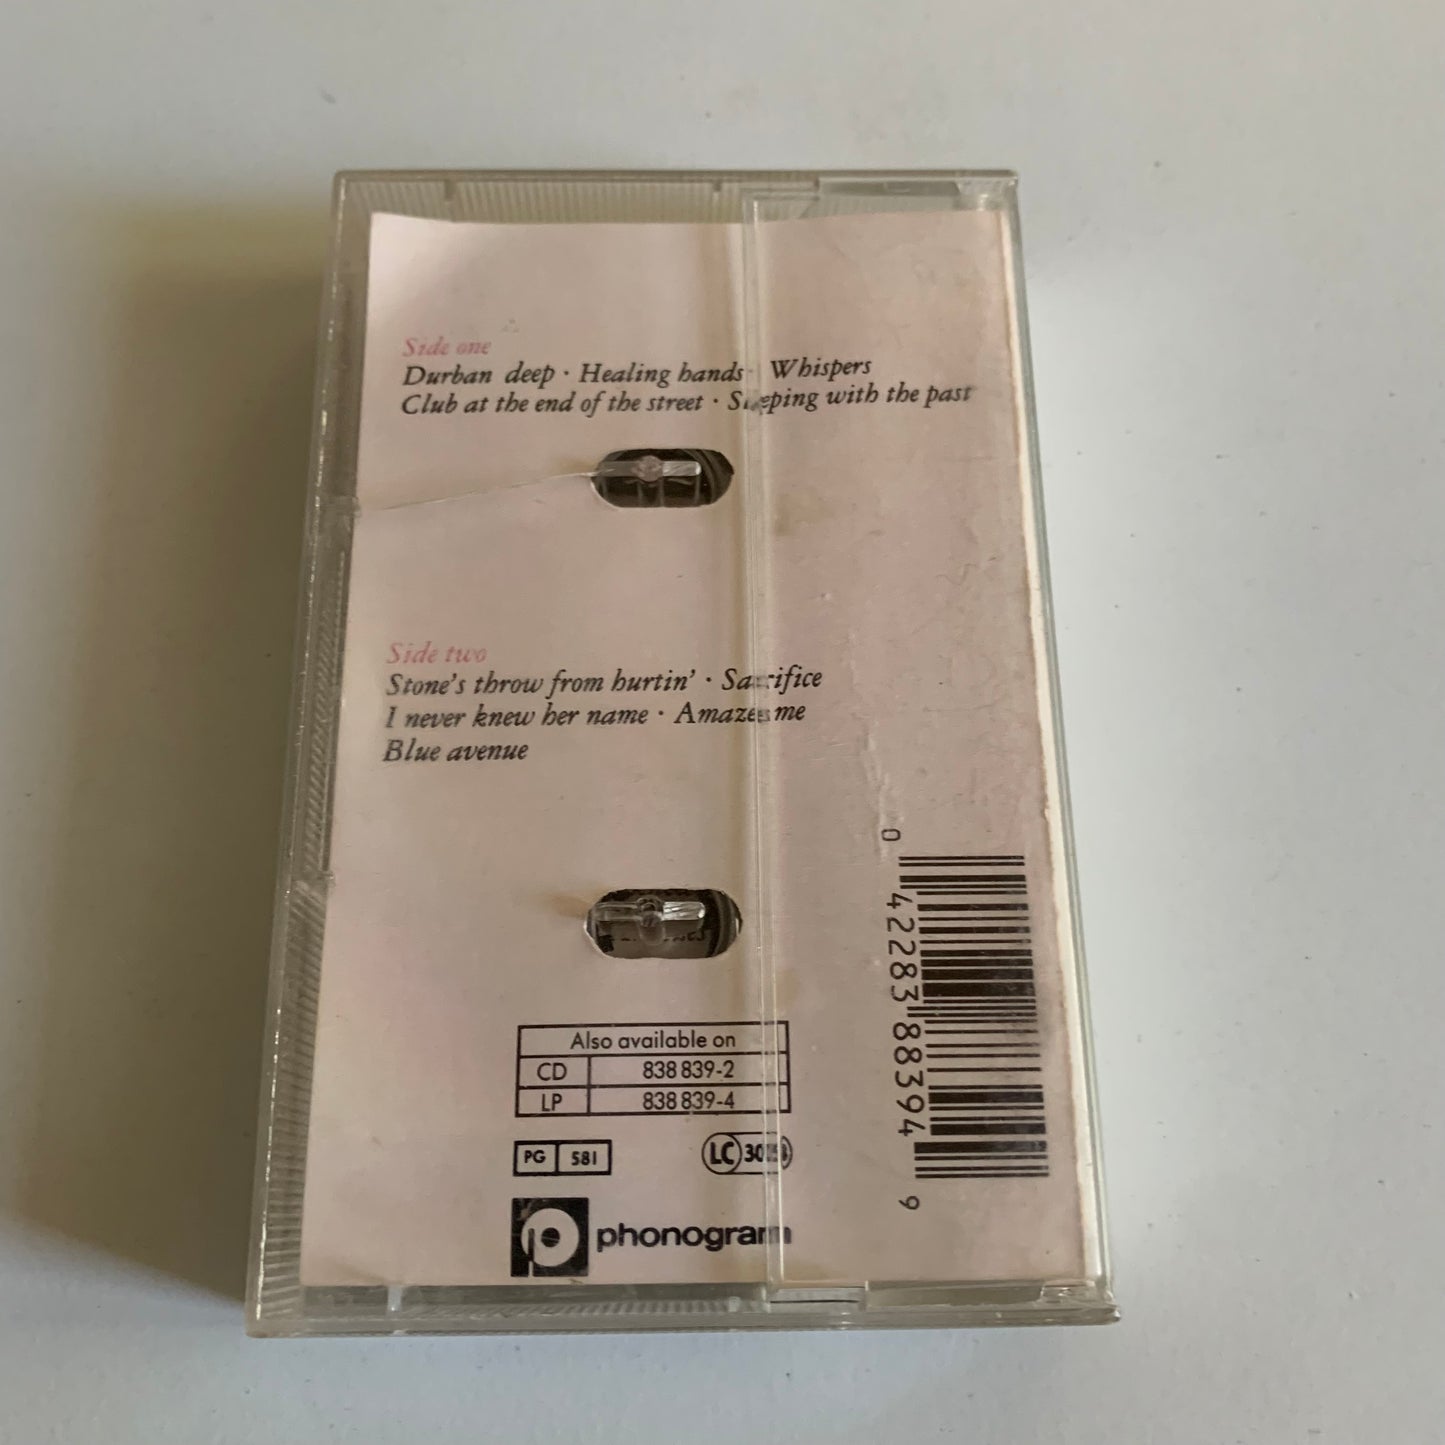 Side one
Durban deep · Healing hands · Whispers
Club at the end of the street · Sleeping with the past
Side two
Stone's throw from hurtin' · Sacrifice
I never knew her name · Amazes me
Blue avenue
Also available on
CD 838 839-2
LP 838 839-4
PG 581
LC
phonogram
0 42283 88394 9